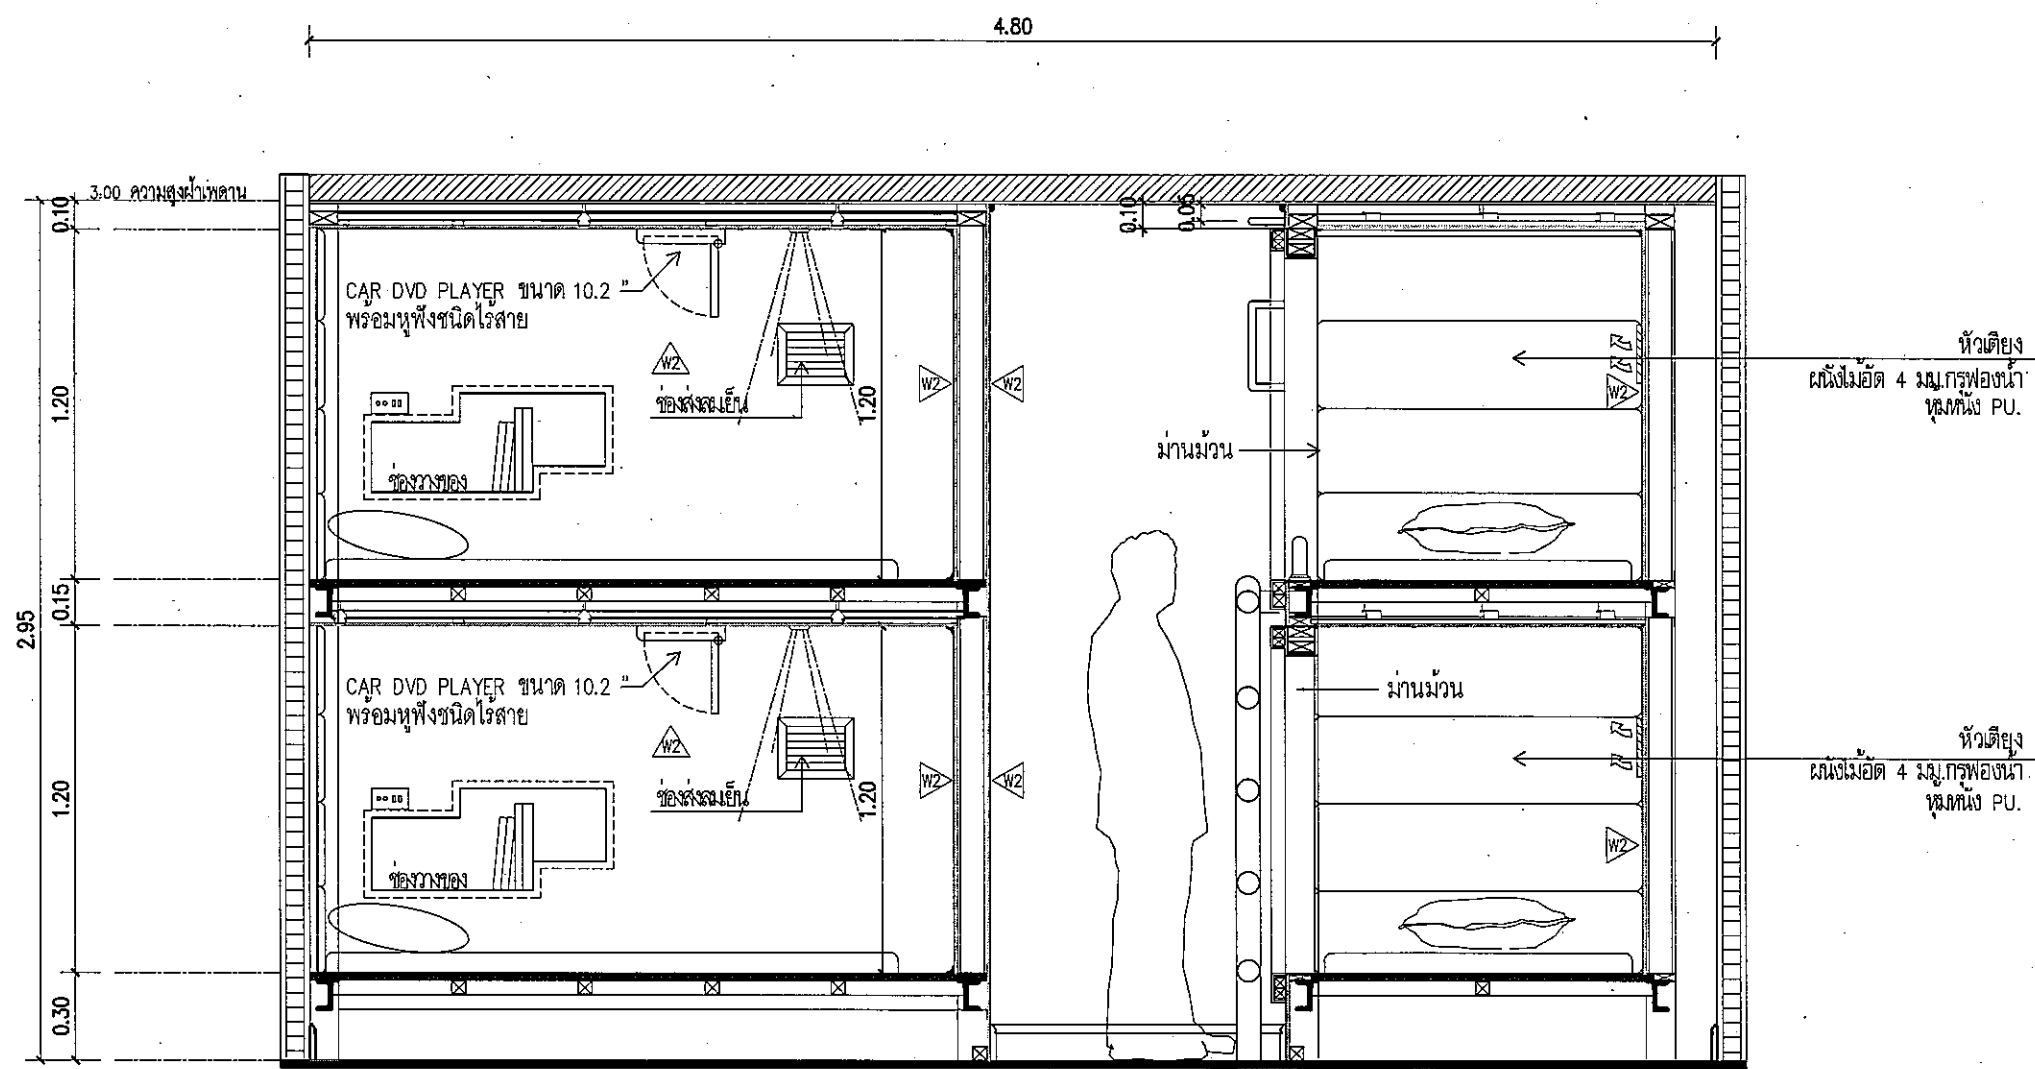 4.80
3.00 ความสูงฝ้าเพดาน
0.10
0.10
0.05
CAR DVD PLAYER ขนาด 10.2 "
พร้อมหูฟังชนิดไร้สาย
W2
ช่องส่งลมเย็น
1.20
1.20
W2
W2
ช่องวางของ
ม่านม้วน
W2
หัวเตียง
ผนังไม้อัด 4 มม.กรุฟองน้ำ
หุ้มหนัง PU.
0.15
2.95
CAR DVD PLAYER ขนาด 10.2 "
พร้อมหูฟังชนิดไร้สาย
W2
ช่องส่งลมเย็น
1.20
1.20
W2
W2
ช่องวางของ
ม่านม้วน
W2
หัวเตียง
ผนังไม้อัด 4 มม.กรุฟองน้ำ
หุ้มหนัง PU.
0.30